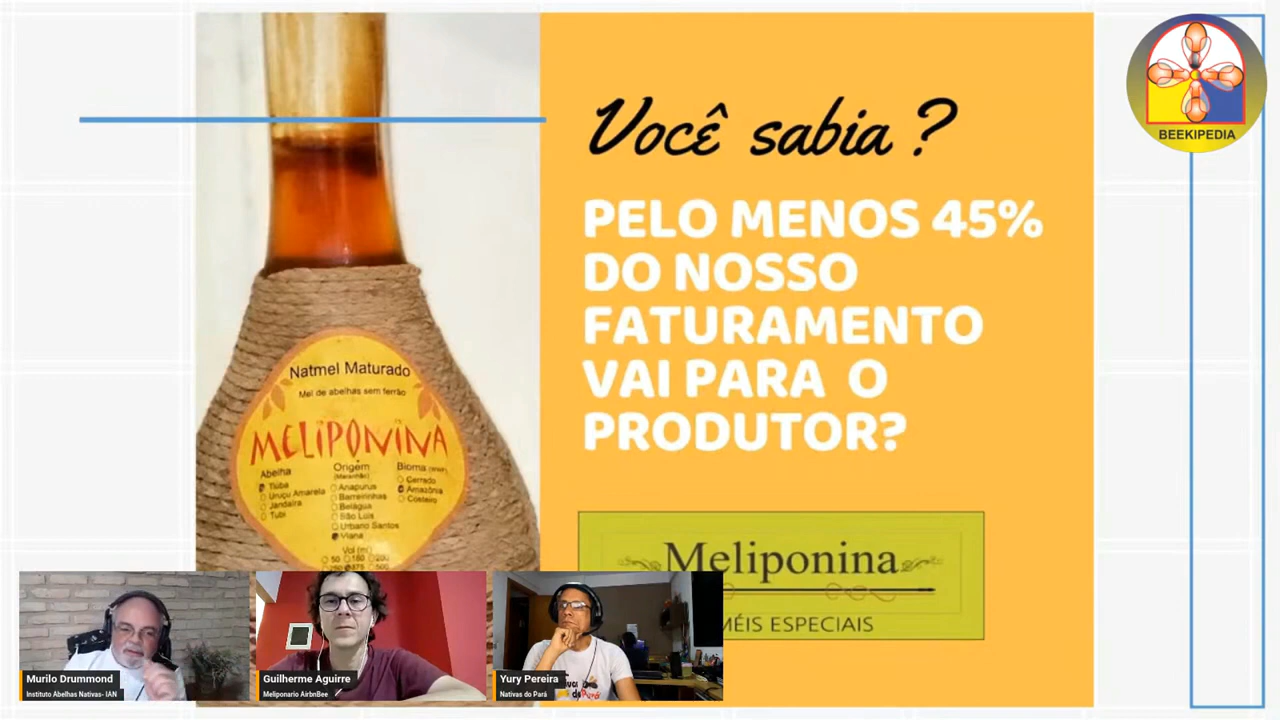 Você sabia ?
PELO MENOS 45%
DO NOSSO
FATURAMENTO
VAI PARA O
PRODUTOR?
BEEKIPEDIA
Natmel Maturado
Mel de abelhas sem ferrão
MELIPONINA
Abelha
Tiúba
Uruçu Amarela
Jandaíra
Tubi
Origem
(Maranhão)
Anapurus
Barreirinhas
Belágua
São Luís
Urbano Santos
Viana
Bioma
Cerrado
Amazônia
Costeiro
Vol (ml)
Meliponina
MÉIS ESPECIAIS
Murilo Drummond
Instituto Abelhas Nativas- IAN
Guilherme Aguirre
Meliponario AirbnBee
Yury Pereira
Nativas do Pará